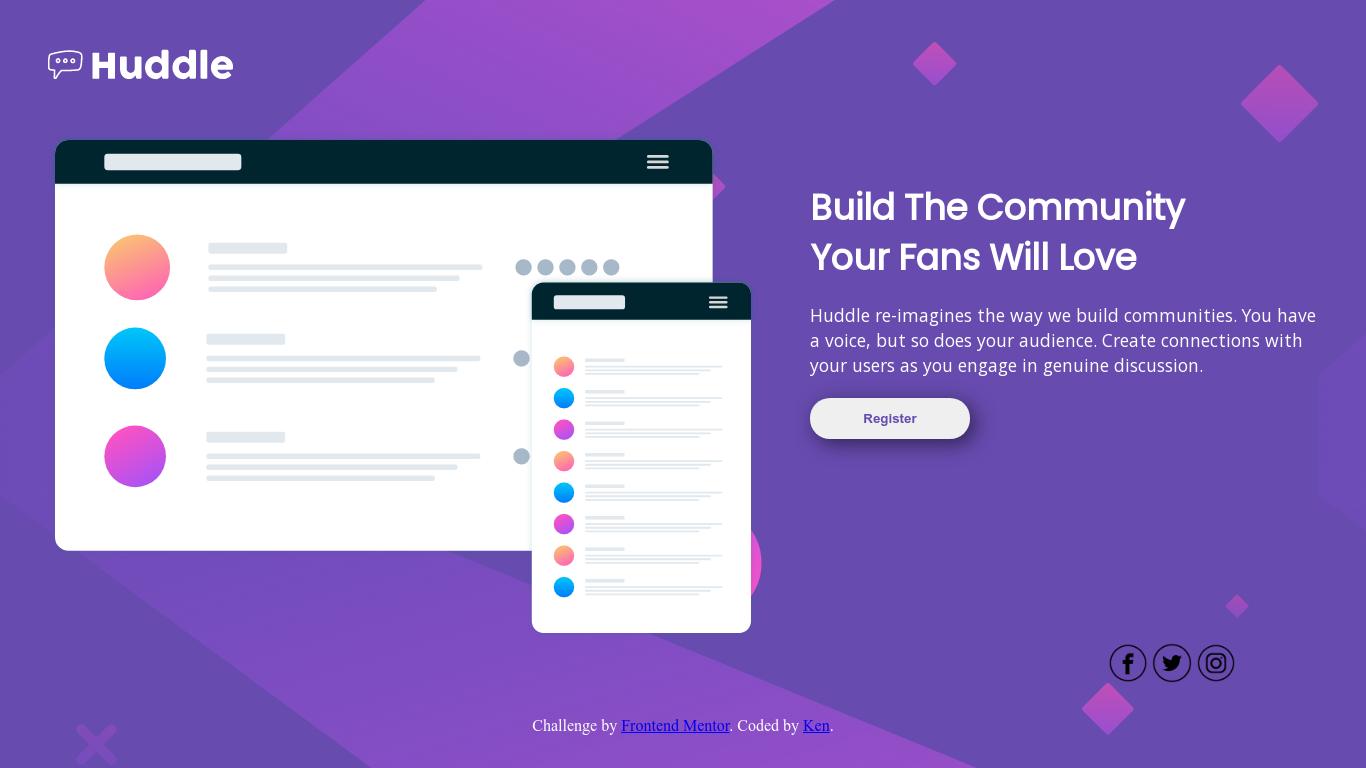 Huddle
Build The Community
Your Fans Will Love
Huddle re-imagines the way we build communities. You have
a voice, but so does your audience. Create connections with
your users as you engage in genuine discussion.
Register
Challenge by Frontend Mentor. Coded by Ken.